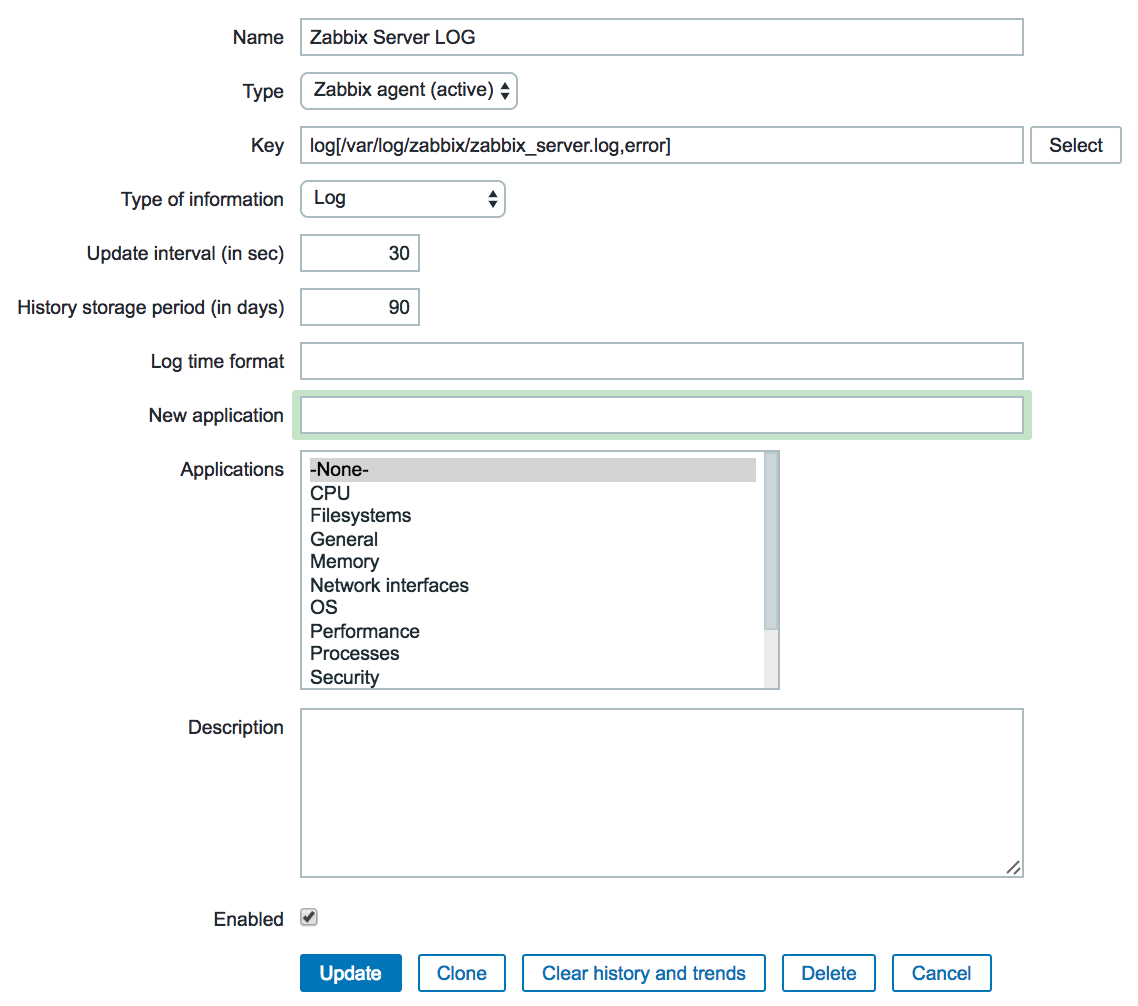 Name Zabbix Server LOG
Type Zabbix agent (active)
Key log[/var/log/zabbix/zabbix_server.log,error] Select
Type of information Log
Update interval (in sec) 30
History storage period (in days) 90
Log time format
New application
Applications -None-
CPU
Filesystems
General
Memory
Network interfaces
OS
Performance
Processes
Security
Description
Enabled
Update Clone Clear history and trends Delete Cancel